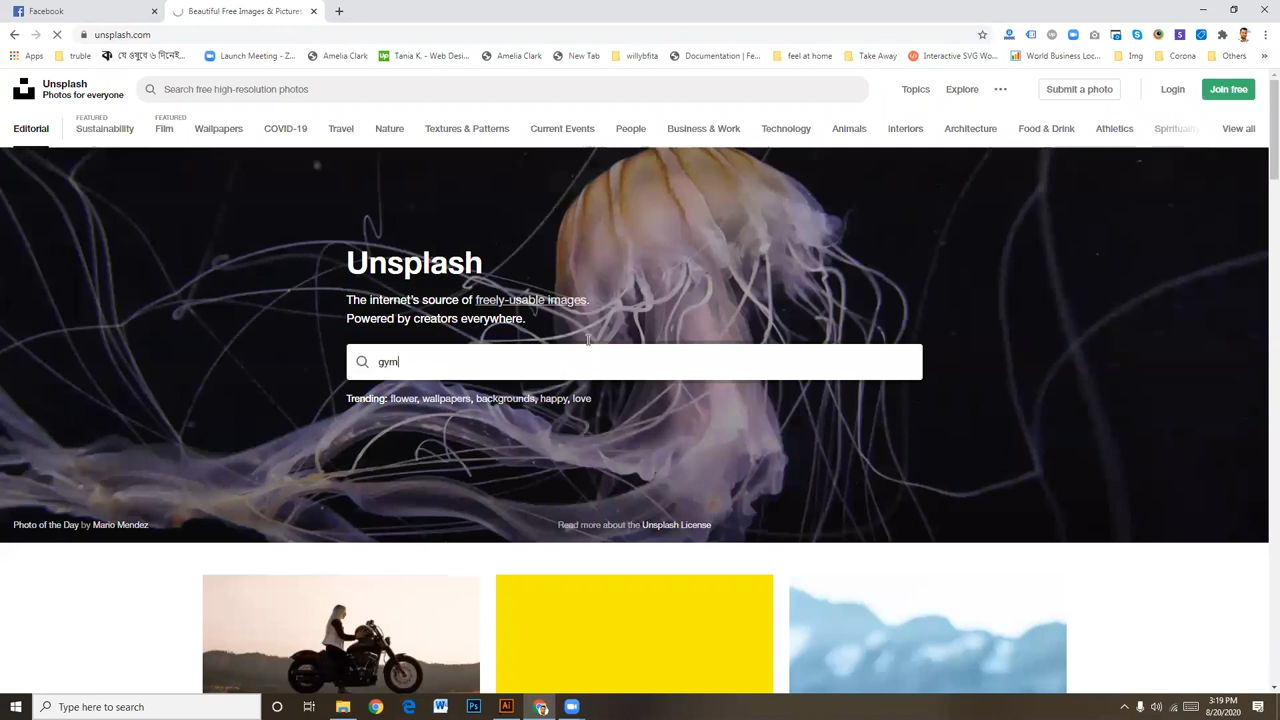 Facebook
Beautiful Free Images & Pictures
unsplash.com
Apps
truble
যে ওষুধে ৬ দিনেই...
Launch Meeting - Z...
Amelia Clark
Tania K. - Web Desi...
Amelia Clark
New Tab
willybfita
Documentation | Fe...
feel at home
Take Away
Interactive SVG Wo...
World Business Loc...
Img
Corona
Others
Unsplash
Photos for everyone
Search free high-resolution photos
Topics
Explore
Submit a photo
Login
Join free
Editorial
FEATURED
Sustainability
FEATURED
Film
Wallpapers
COVID-19
Travel
Nature
Textures & Patterns
Current Events
People
Business & Work
Technology
Animals
Interiors
Architecture
Food & Drink
Athletics
Spirituality
View all
Unsplash
The internet's source of freely-usable images.
Powered by creators everywhere.
gym
Trending: flower, wallpapers, backgrounds, happy, love
Photo of the Day by Mario Mendez
Read more about the Unsplash License
Type here to search
3:19 PM
8/20/2020